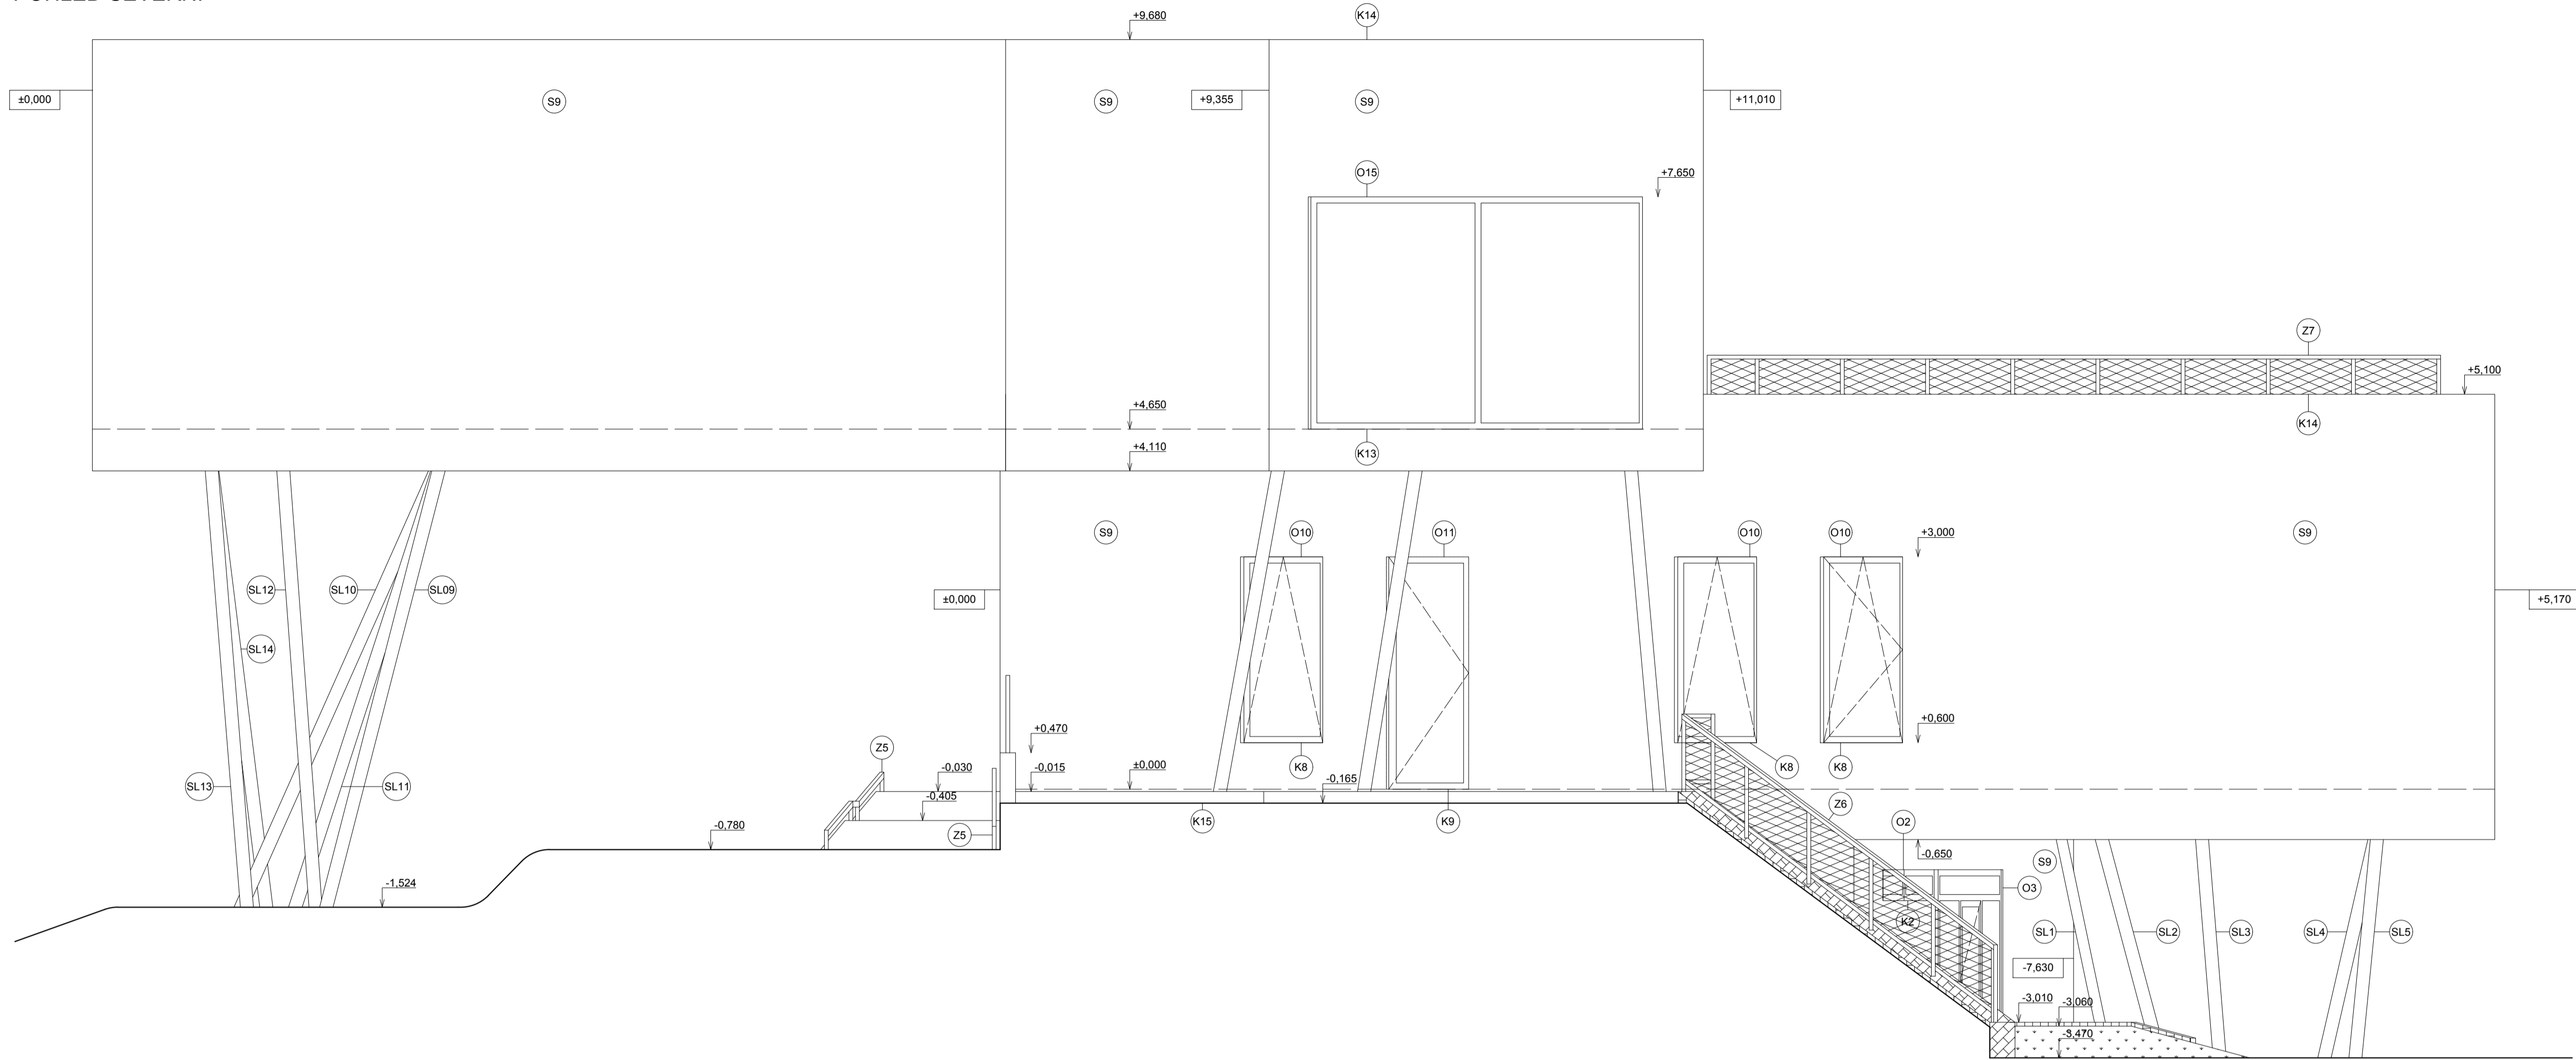 +9,680
K14
±0,000
S9
S9
+9,355
S9
+11,010
O15
+7,650
Z7
+5,100
+4,650
K14
+4,110
K13
S9
O10
O11
O10
O10
+3,000
S9
SL12
SL10
SL09
±0,000
+5,170
SL14
+0,470
+0,600
Z5
K8
K8
K8
-0,030
-0,015
±0,000
-0,165
SL13
SL11
-0,405
Z6
-0,780
Z5
K15
K9
O2
-0,650
S9
-1,524
O3
K2
SL1
SL2
SL3
SL4
SL5
-7,630
-3,010
-3,060
-3,470